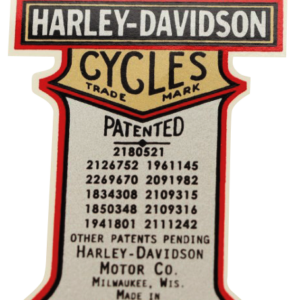 HARLEY-DAVIDSON
CYCLES
TRADE MARK
PATENTED
2180521
2126752 1961145
2269670 2091982
1834308 2109315
1850348 2109316
1941801 2111242
OTHER PATENTS PENDING
HARLEY-DAVIDSON
MOTOR CO.
MILWAUKEE, WIS.
MADE IN